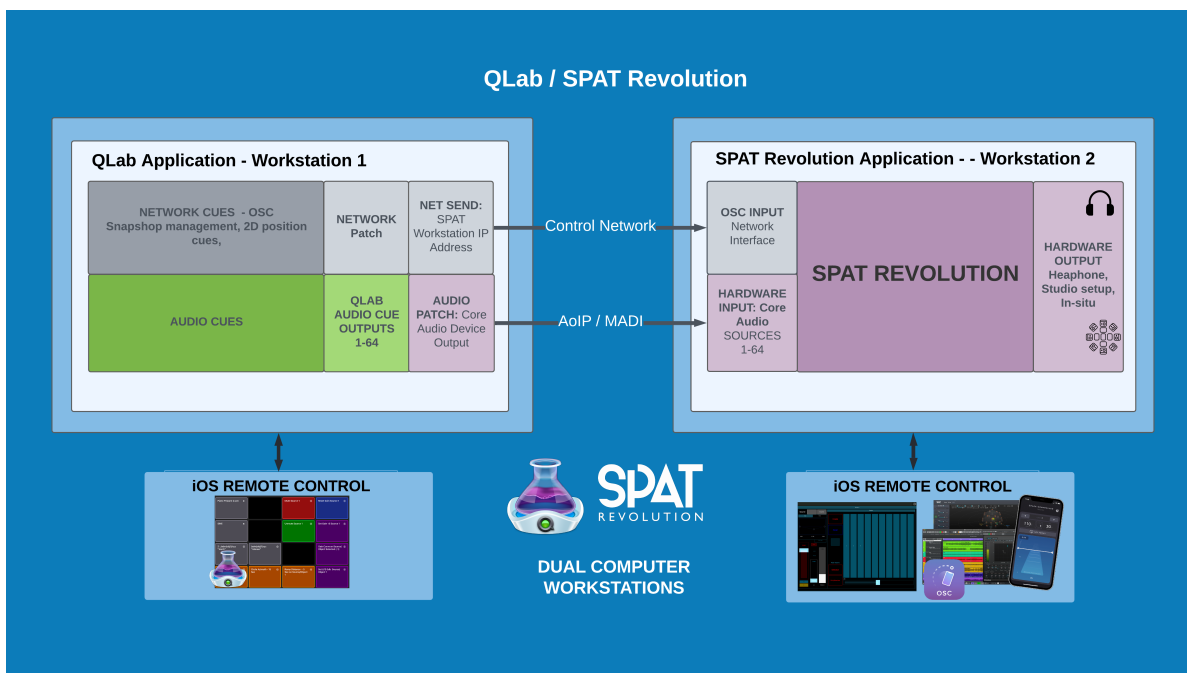 QLab / SPAT Revolution
QLab Application - Workstation 1
NETWORK CUES - OSC
Snapshop management, 2D position
cues,
NETWORK
Patch
NET SEND:
SPAT
Workstation IP
Address
AUDIO CUES
QLAB
AUDIO CUE
OUTPUTS
1-64
AUDIO
PATCH: Core
Audio Device
Output
Control Network
AoIP / MADI
SPAT Revolution Application - - Workstation 2
OSC INPUT
Network
Interface
HARDWARE
INPUT: Core
Audio
SOURCES
1-64
SPAT REVOLUTION
HARDWARE
OUTPUT
Heaphone,
Studio setup,
In-situ
iOS REMOTE CONTROL
SPAT
REVOLUTION
DUAL COMPUTER
WORKSTATIONS
iOS REMOTE CONTROL
OSC